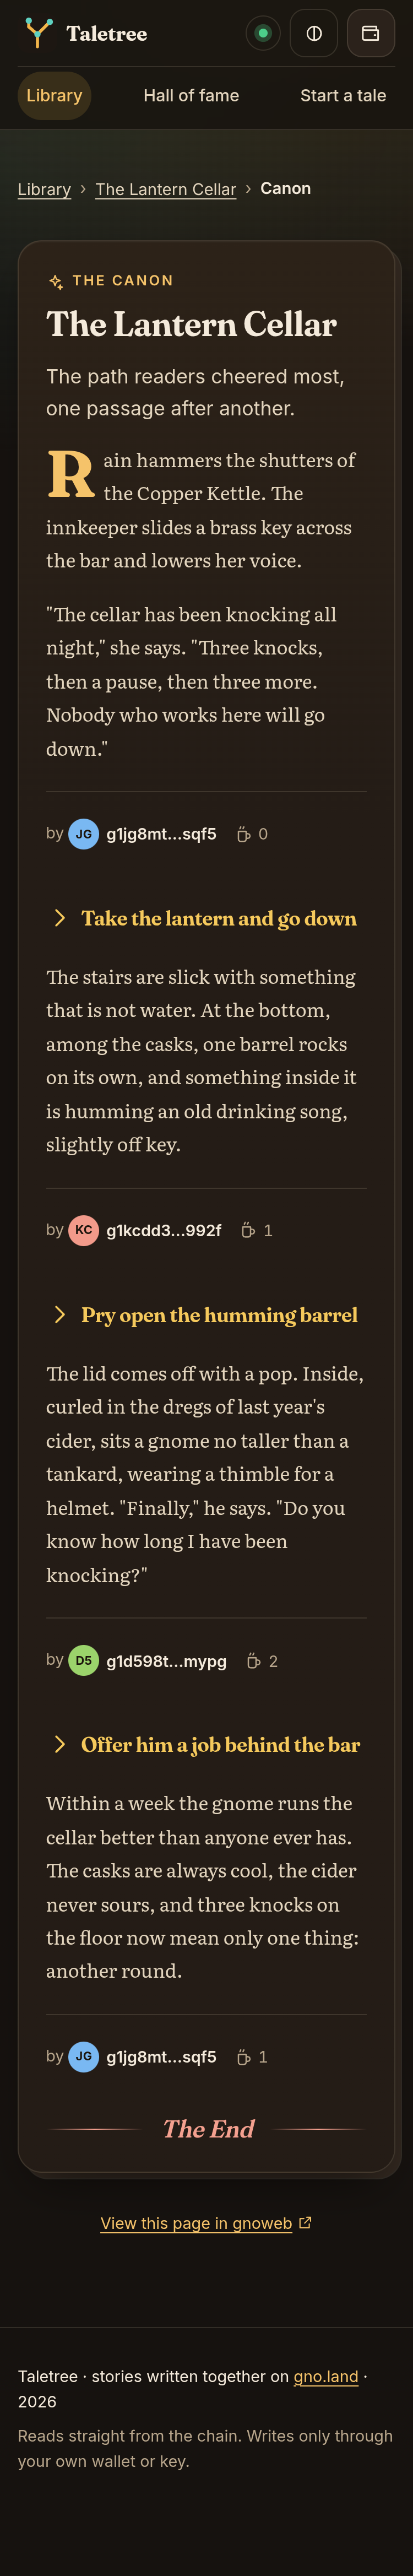 Taletree
Library
Hall of fame
Start a tale
Library › The Lantern Cellar › Canon
THE CANON
The Lantern Cellar
The path readers cheered most,
one passage after another.
Rain hammers the shutters of
the Copper Kettle. The
innkeeper slides a brass key across
the bar and lowers her voice.
"The cellar has been knocking all
night," she says. "Three knocks,
then a pause, then three more.
Nobody who works here will go
down."
by JG g1jg8mt...sqf5 0
Take the lantern and go down
The stairs are slick with something
that is not water. At the bottom,
among the casks, one barrel rocks
on its own, and something inside it
is humming an old drinking song,
slightly off key.
by KC g1kcdd3...992f 1
Pry open the humming barrel
The lid comes off with a pop. Inside,
curled in the dregs of last year's
cider, sits a gnome no taller than a
tankard, wearing a thimble for a
helmet. "Finally," he says. "Do you
know how long I have been
knocking?"
by D5 g1d598t...mypg 2
Offer him a job behind the bar
Within a week the gnome runs the
cellar better than anyone ever has.
The casks are always cool, the cider
never sours, and three knocks on
the floor now mean only one thing:
another round.
by JG g1jg8mt...sqf5 1
The End
View this page in gnoweb
Taletree · stories written together on gno.land ·
2026
Reads straight from the chain. Writes only through
your own wallet or key.